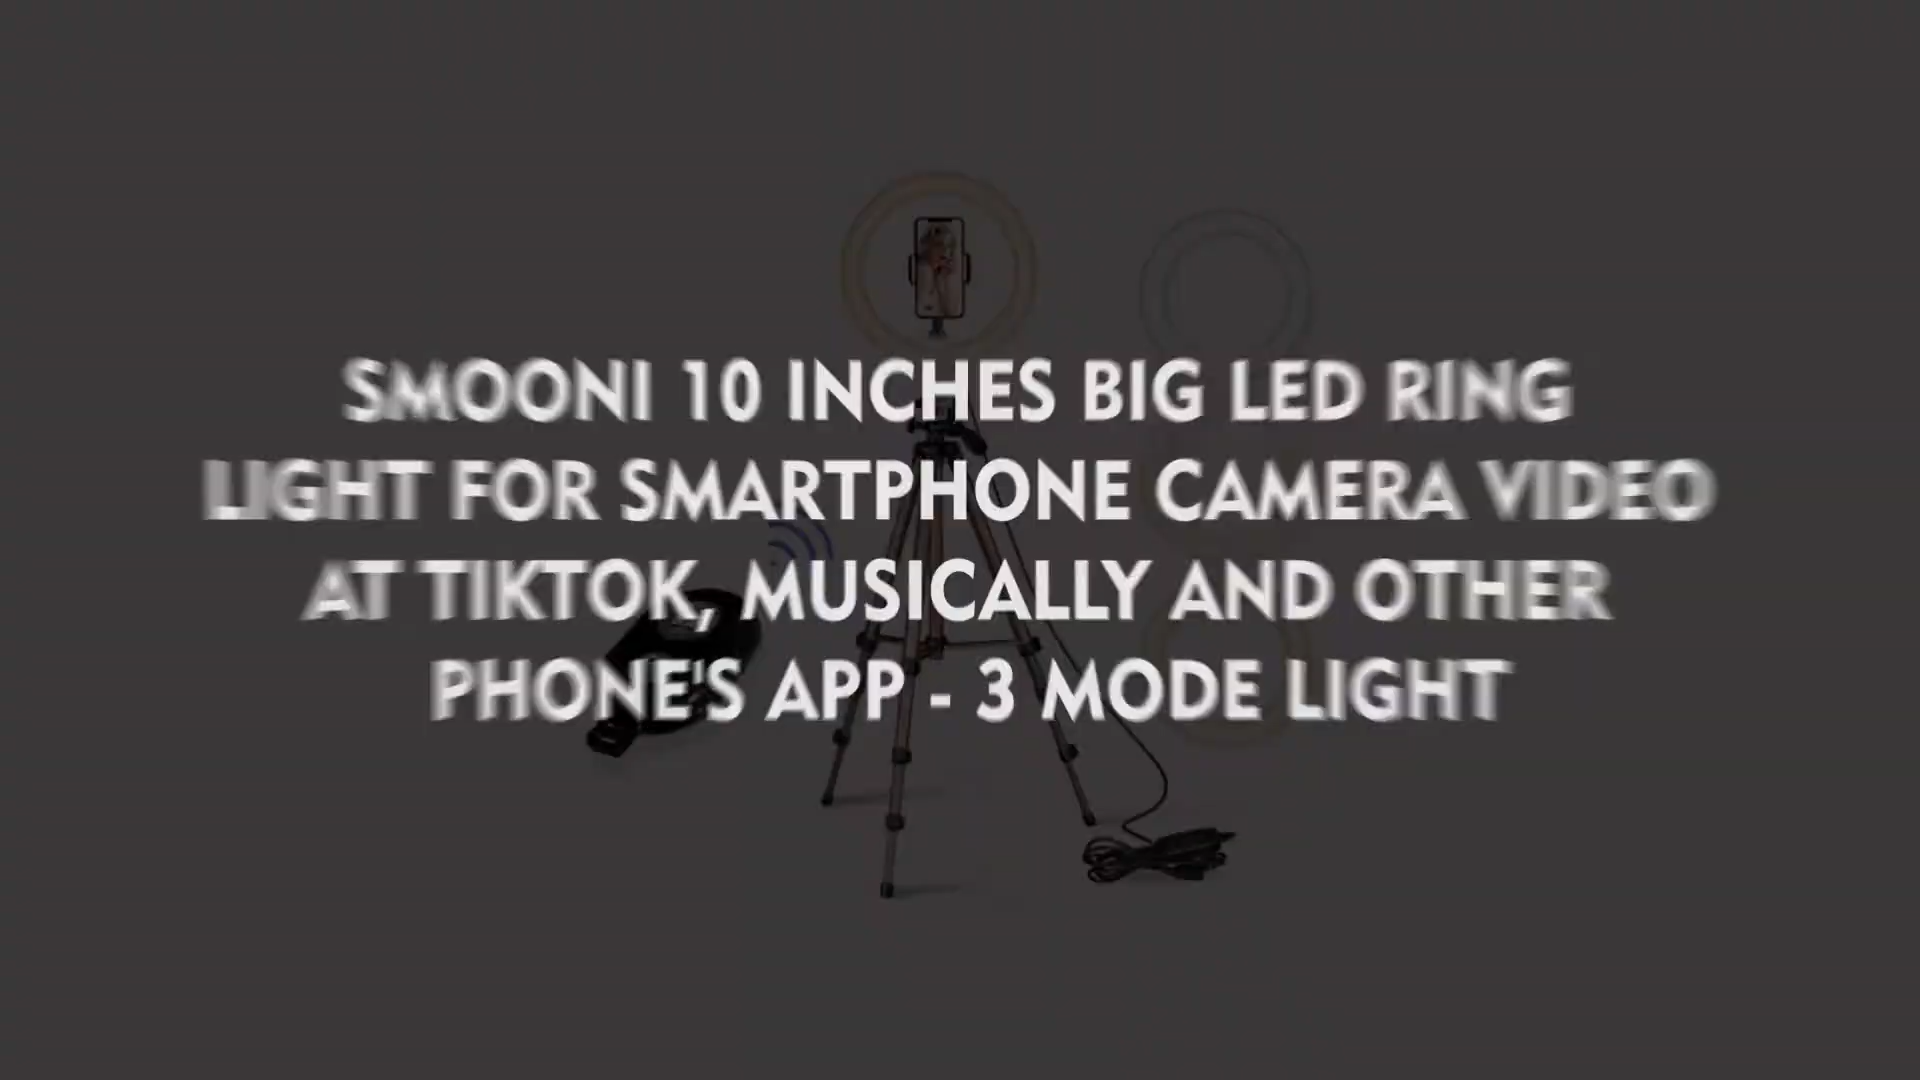 SMOONI 10 INCHES BIG LED RING
LIGHT FOR SMARTPHONE CAMERA VIDEO
AT TIKTOK, MUSICALLY AND OTHER
PHONE'S APP - 3 MODE LIGHT